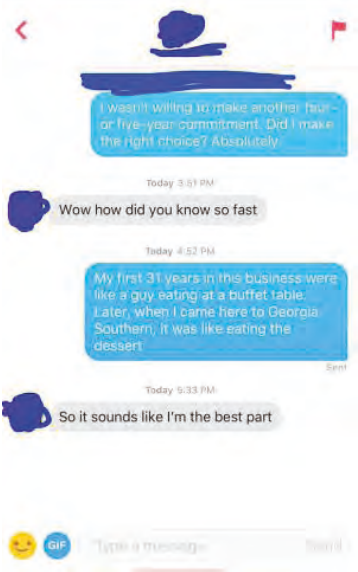 I wasn't willing to make another four-
or five-year commitment. Did I make
the right choice? Absolutely.
Today 3:51 PM
Wow how did you know so fast
Today 4:52 PM
My first 31 years in this business were
like a guy eating at a buffet table.
Later, when I came here to Georgia
Southern, it was like eating the
dessert
Sent
Today 5:33 PM
So it sounds like I'm the best part
GIF
Type a message
Send